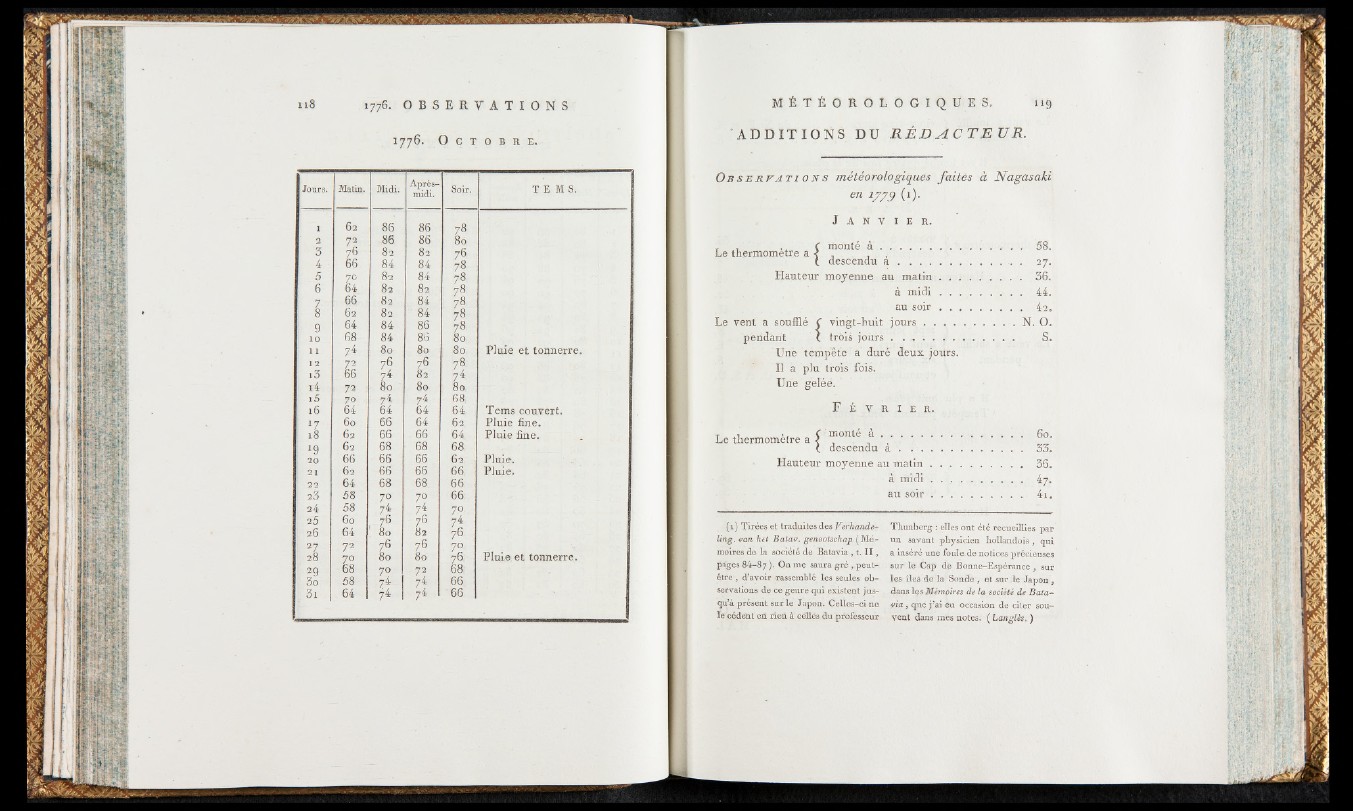 118 1776. OBSERVATIONS
1776. OCTOBRE.
Jours. Matin. Midi. Après-midi. Soir. TEMS.
1 62 86 86 78
2 72 86 86 80
3 76 82 82 76
4 66 84 84 78
5 70 82 84 78
6 64 82 82 78
7 66 82 84 78
8 62 82 84 78
9 64 84 86 78
10 68 84 86 80
11 74 80 80 80 Pluie et tonnerre.
12 72 76 76 78
13 66 74 82 74
14 72 80 80 80
15 70 74 74 68
16 64 64 64 64 Tems couvert.
17 60 66 64 62 Pluie fine.
18 62 66 66 64 Pluie fine.
19 62 68 68 68
20 66 66 66 62 Pluie.
21 62 66 66 66 Pluie.
22 64 68 68 66
23 58 70 70 66
24 58 74 74 70
25 60 76 76 74
26 64 80 82 76
27 72 76 76 70
28 70 80 80 76 Pluie et tonnerre.
29 68 70 72 68
30 58 74 74 66
31 64 74 74 66
MÉTÉOROLOGIQUES. 119
ADDITIONS DU RÉDACTEUR.
OBSERVATIONS météorologiques faites à Nagasaki
en 1779 (1).
JANVIER.
Le thermomètre a { monté à . . . . . . . . . . . . . . 58.
descendu à . . . . . . . . . . . . . 27.
Hauteur moyenne au matin . . . . . . . . . 36.
à midi . . . . . . . . . 44.
au soir . . . . . . . . . 42.
Le vent a soufflé { vingt-huit jours . . . . . . . . . . N. O.
pendant { trois jours . . . . . . . . . . . . . S.
Une tempête a duré deux jours.
Il a plu trois fois.
Une gelée.
FÉVRIER.
Le thermomètre a { monté à . . . . . . . . . . . . . . 60.
descendu à . . . . . . . . . . . . . 33.
Hauteur moyenne au matin . . . . . . . . . . 36.
à midi . . . . . . . . . . 47.
au soir . . . . . . . . . . 41.
(1) Tirées et traduites des Verhande-
ling. van het Batav. genootschap (Mé-
moires de la société de Batavia, t. II,
pages 84-87). On me saura gré, peut-
être, d'avoir rassemblé les seules ob-
servations de ce genre qui existent jus-
qu'à présent sur le Japon. Celles-ci ne
le cèdent en rien à celles du professeur
Thunberg : elles ont été recueillies par
un savant physicien hollandois, qui
a inséré une foule de notices précieuses
sur le Cap de Bonne-Espérance, sur
les îles de la Sonde, et sur le Japon,
dans les Mémoires de la société de Bata-
via, que j'ai eu occasion de citer sou-
vent dans mes notes. (Langlès.)